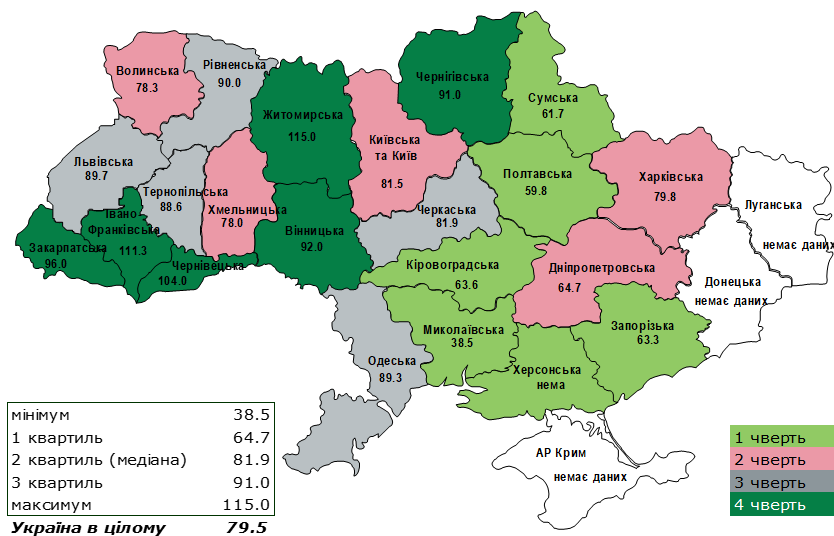 Волинська
78.3
Рівненська
90.0
Житомирська
115.0
Київська
та Київ
81.5
Чернігівська
91.0
Сумська
61.7
Львівська
89.7
Тернопільська
88.6
Хмельницька
78.0
Вінницька
92.0
Черкаська
81.9
Полтавська
59.8
Харківська
79.8
Луганська
немає даних
Закарпатська
96.0
Івано
Франківська
111.3
Чернівецька
104.0
Кіровоградська
63.6
Дніпропетровська
64.7
Донецька
немає даних
Миколаївська
38.5
Запорізька
63.3
Одеська
89.3
Херсонська
нема
АР Крим
немає даних
мінімум 38.5
1 квартиль 64.7
2 квартиль (медіана) 81.9
3 квартиль 91.0
максимум 115.0
Україна в цілому 79.5
1 чверть
2 чверть
3 чверть
4 чверть